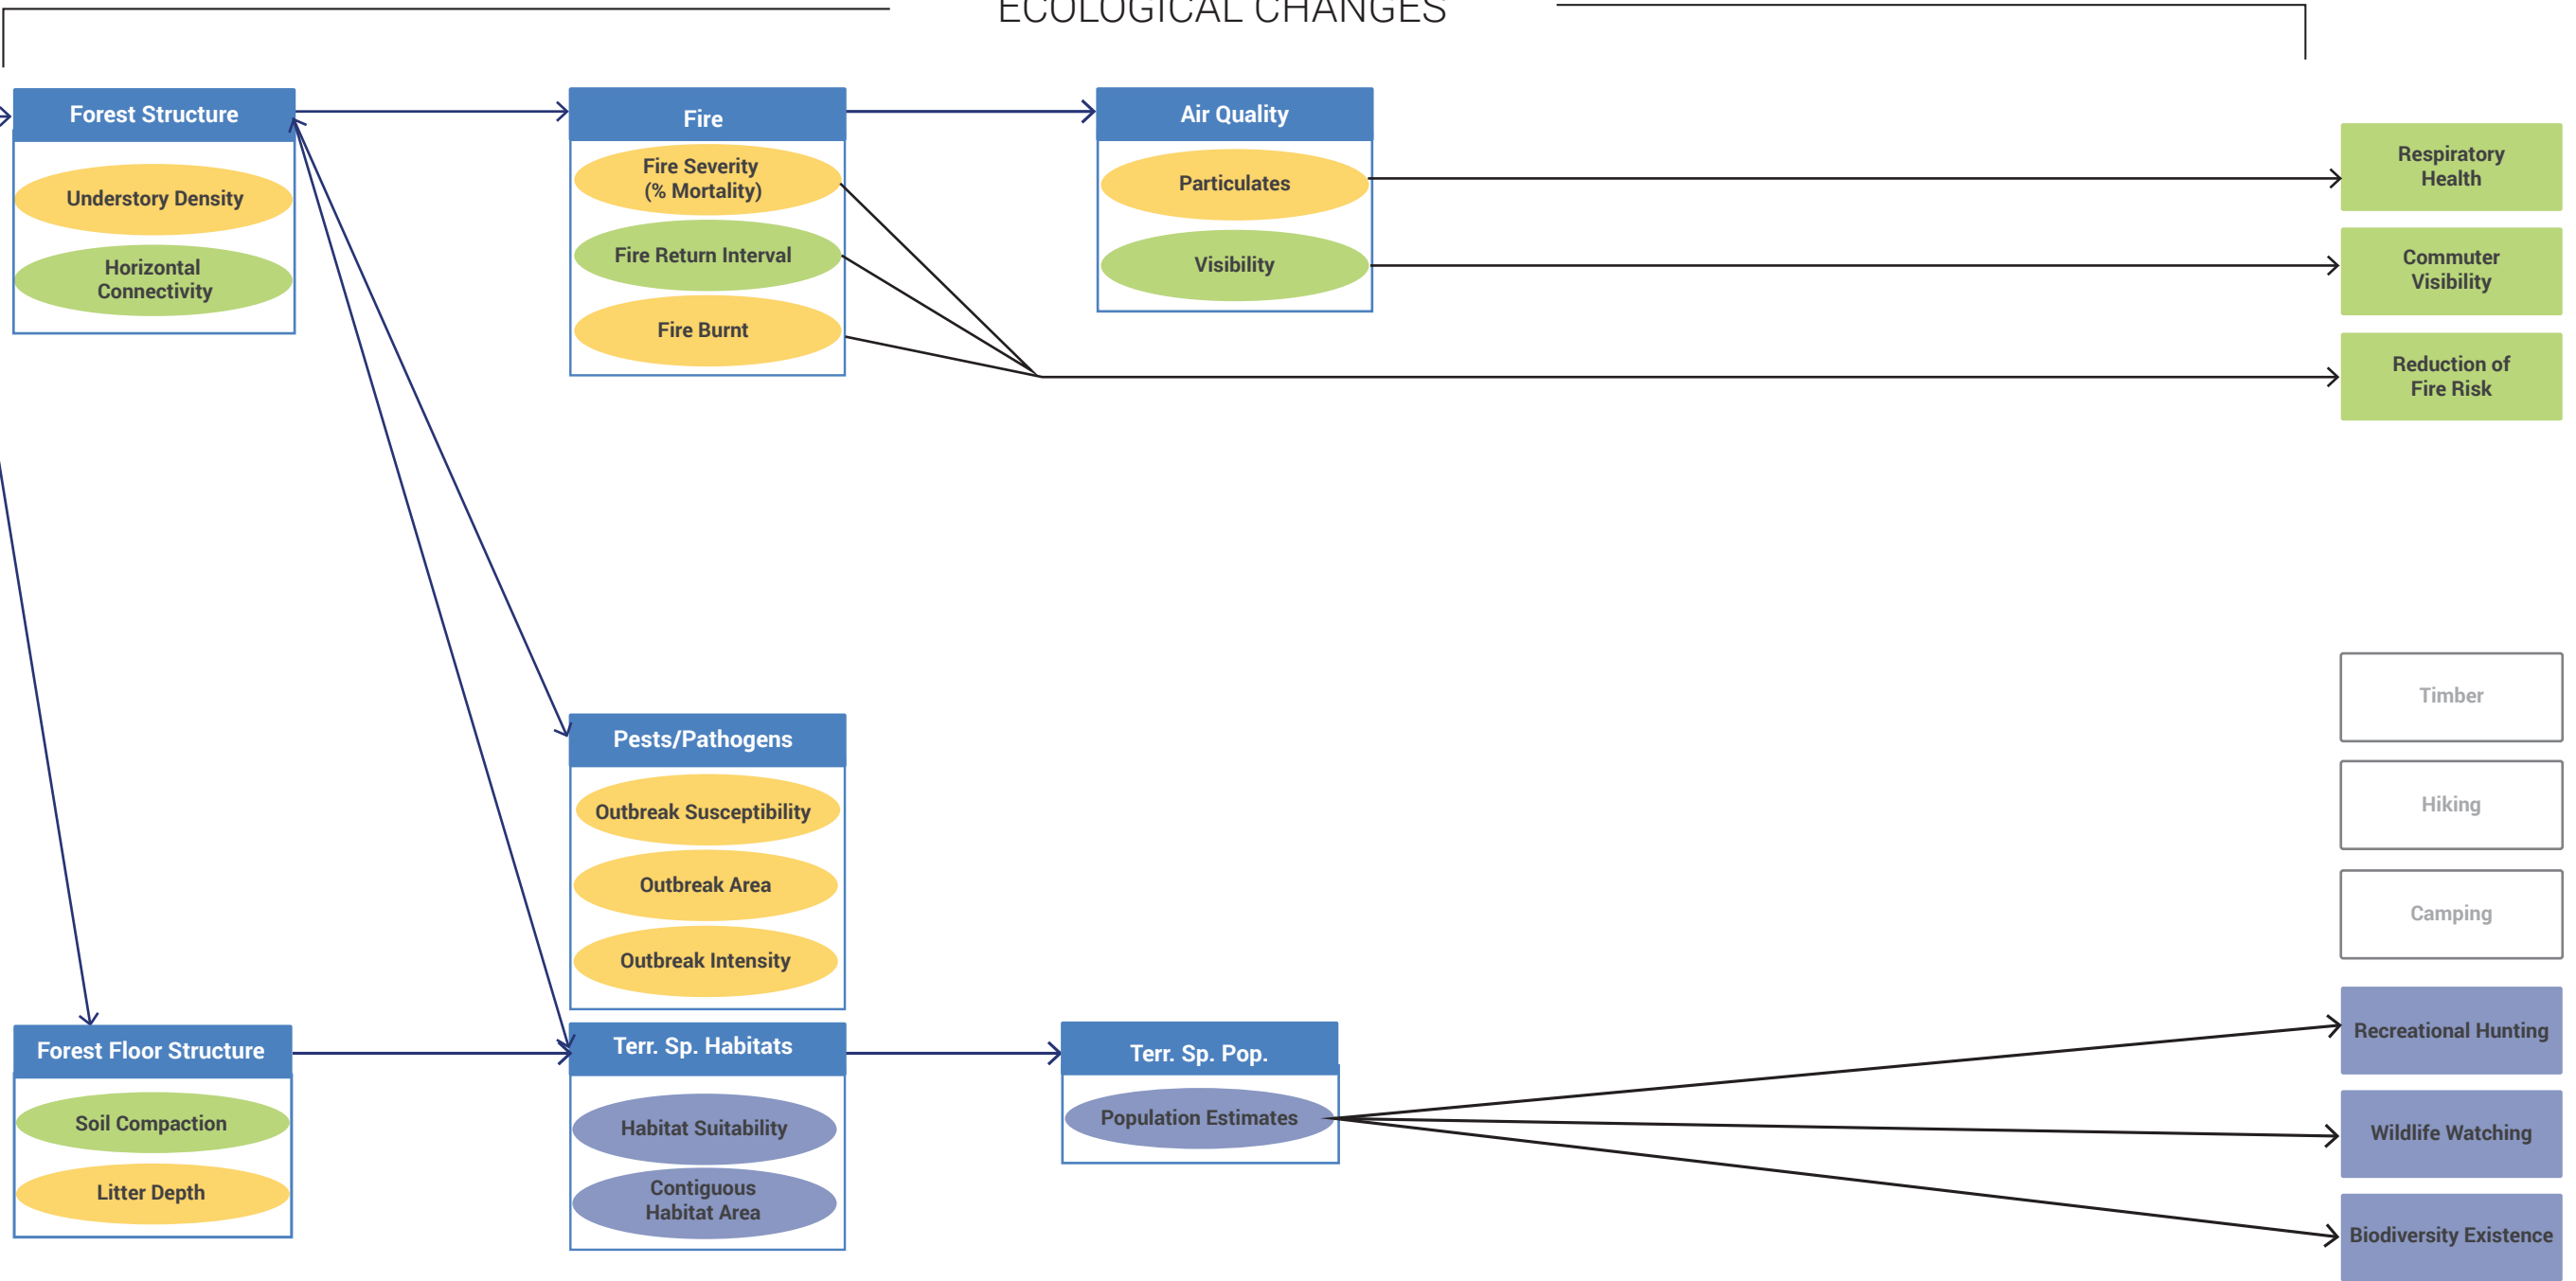 ECOLOGICAL CHANGES
Forest Structure
Understory Density
Horizontal
Connectivity
Fire
Fire Severity
(% Mortality)
Fire Return Interval
Fire Burnt
Air Quality
Particulates
Visibility
Respiratory
Health
Commuter
Visibility
Reduction of
Fire Risk
Pests/Pathogens
Outbreak Susceptibility
Outbreak Area
Outbreak Intensity
Timber
Hiking
Camping
Forest Floor Structure
Soil Compaction
Litter Depth
Terr. Sp. Habitats
Habitat Suitability
Contiguous
Habitat Area
Terr. Sp. Pop.
Population Estimates
Recreational Hunting
Wildlife Watching
Biodiversity Existence